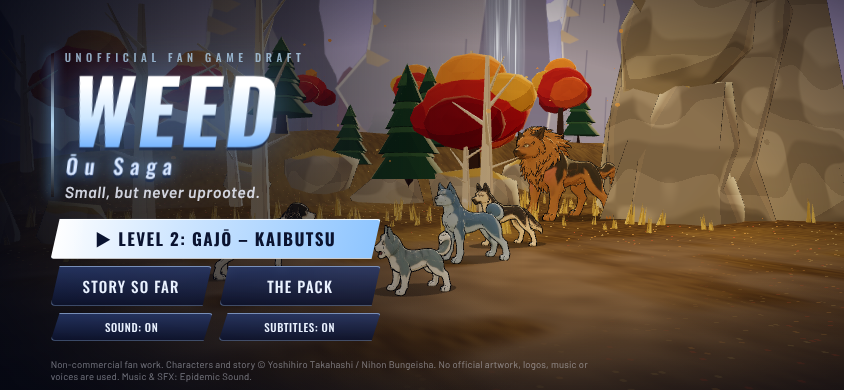 UNOFFICIAL FAN GAME DRAFT
WEED
Ōu Saga
Small, but never uprooted.
▶ LEVEL 2: GAJŌ – KAIBUTSU
STORY SO FAR
THE PACK
SOUND: ON
SUBTITLES: ON
Non-commercial fan work. Characters and story © Yoshihiro Takahashi / Nihon Bungeisha. No official artwork, logos, music or
voices are used. Music & SFX: Epidemic Sound.